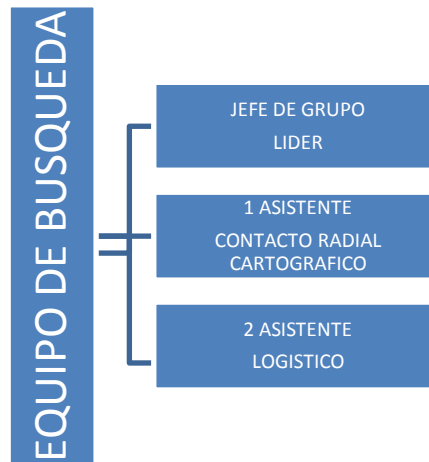 EQUIPO DE BUSQUEDA
JEFE DE GRUPO
LIDER
1 ASISTENTE
CONTACTO RADIAL
CARTOGRAFICO
2 ASISTENTE
LOGISTICO